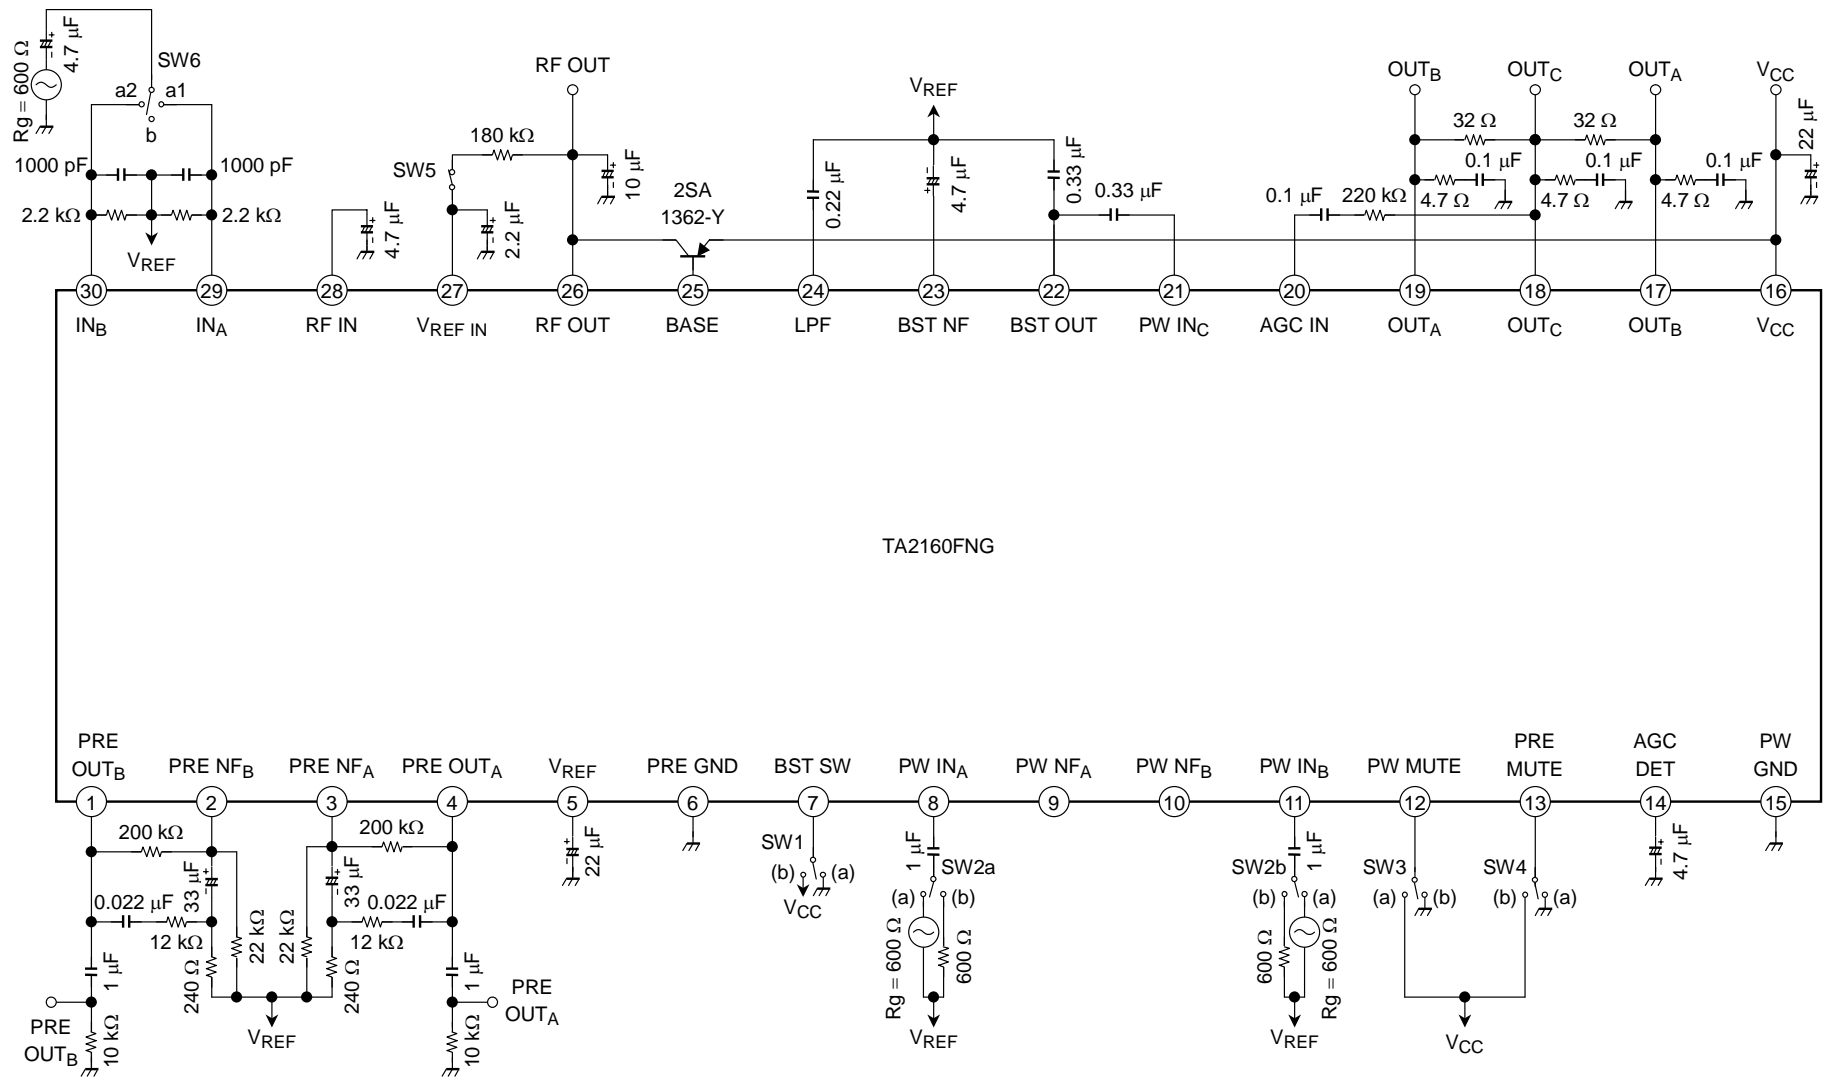 Rg = 600 Ω
4.7 µF
SW6
a2
a1
b
1000 pF
1000 pF
2.2 kΩ
2.2 kΩ
VREF
4.7 µF
RF OUT
180 kΩ
SW5
10 µF
2.2 µF
2SA
1362-Y
VREF
0.22 µF
4.7 µF
0.33 µF
0.33 µF
OUTB
OUTC
OUTA
VCC
32 Ω
32 Ω
22 µF
0.1 µF
0.1 µF
0.1 µF
0.1 µF
220 kΩ
4.7 Ω
4.7 Ω
4.7 Ω
30 29 28 27 26 25 24 23 22 21 20 19 18 17 16
INB
INA
RF IN
VREF IN
RF OUT
BASE
LPF
BST NF
BST OUT
PW INC
AGC IN
OUTA
OUTC
OUTB
VCC
TA2160FNG
PRE
OUTB
PRE NFB
PRE NFA
PRE OUTA
VREF
PRE GND
BST SW
PW INA
PW NFA
PW NFB
PW INB
PW MUTE
PRE
MUTE
AGC
DET
PW
GND
1 2 3 4 5 6 7 8 9 10 11 12 13 14 15
200 kΩ
200 kΩ
33 µF
33 µF
0.022 µF
0.022 µF
12 kΩ
12 kΩ
22 kΩ
22 kΩ
240 Ω
240 Ω
1 µF
1 µF
PRE
OUTB
10 kΩ
VREF
PRE
OUTA
10 kΩ
22 µF
SW1
(b)
(a)
VCC
1 µF
SW2a
(a)
(b)
Rg = 600 Ω
600 Ω
VREF
1 µF
SW2b
(b)
(a)
600 Ω
Rg = 600 Ω
VREF
SW3
(a)
(b)
SW4
(b)
(a)
VCC
4.7 µF